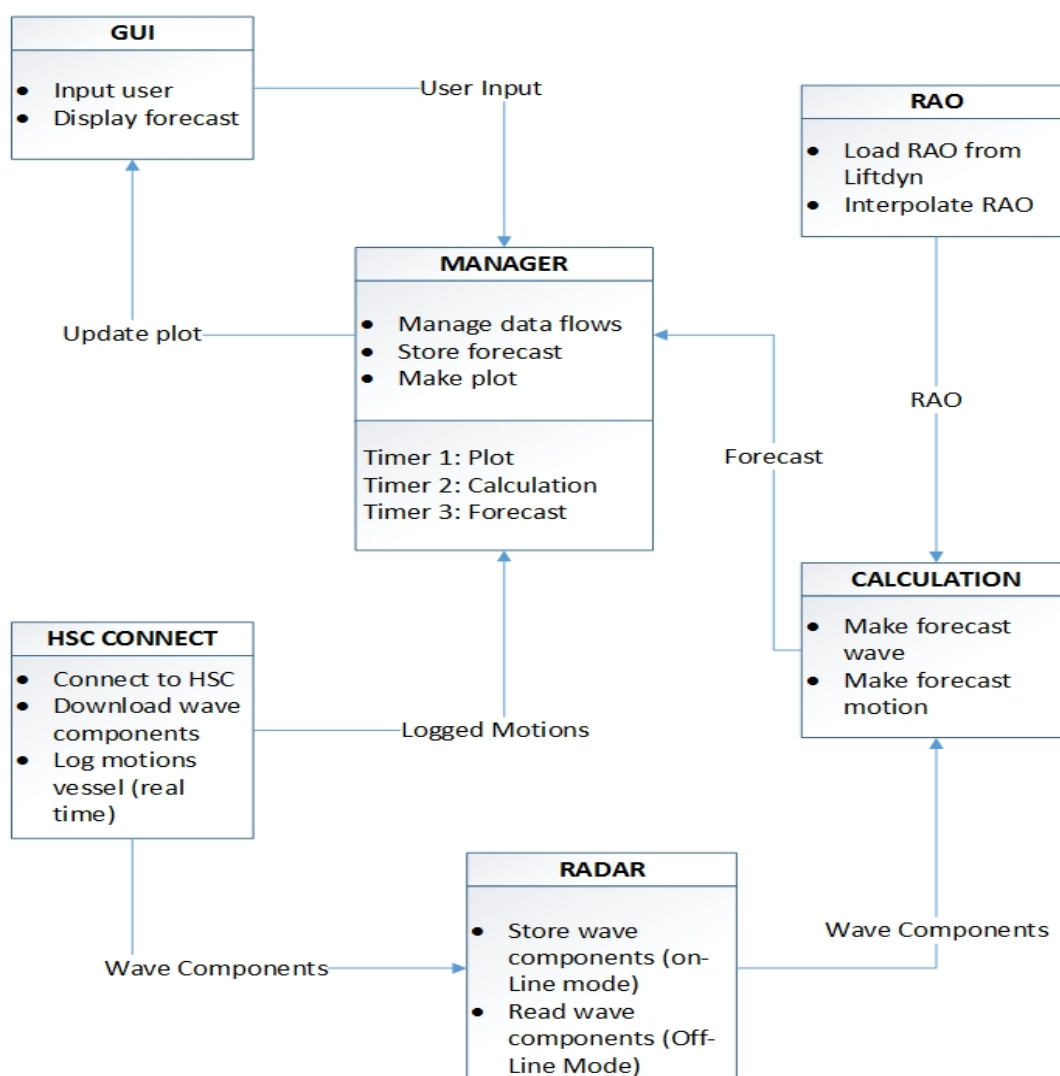 GUI
● Input user
● Display forecast
User Input
RAO
● Load RAO from
Liftdyn
● Interpolate RAO
MANAGER
● Manage data flows
● Store forecast
● Make plot
Timer 1: Plot
Timer 2: Calculation
Timer 3: Forecast
Update plot
RAO
Forecast
CALCULATION
● Make forecast
wave
● Make forecast
motion
HSC CONNECT
● Connect to HSC
● Download wave
components
● Log motions
vessel (real
time)
Logged Motions
RADAR
● Store wave
components (on-
Line mode)
● Read wave
components (Off-
Line Mode)
Wave Components
Wave Components